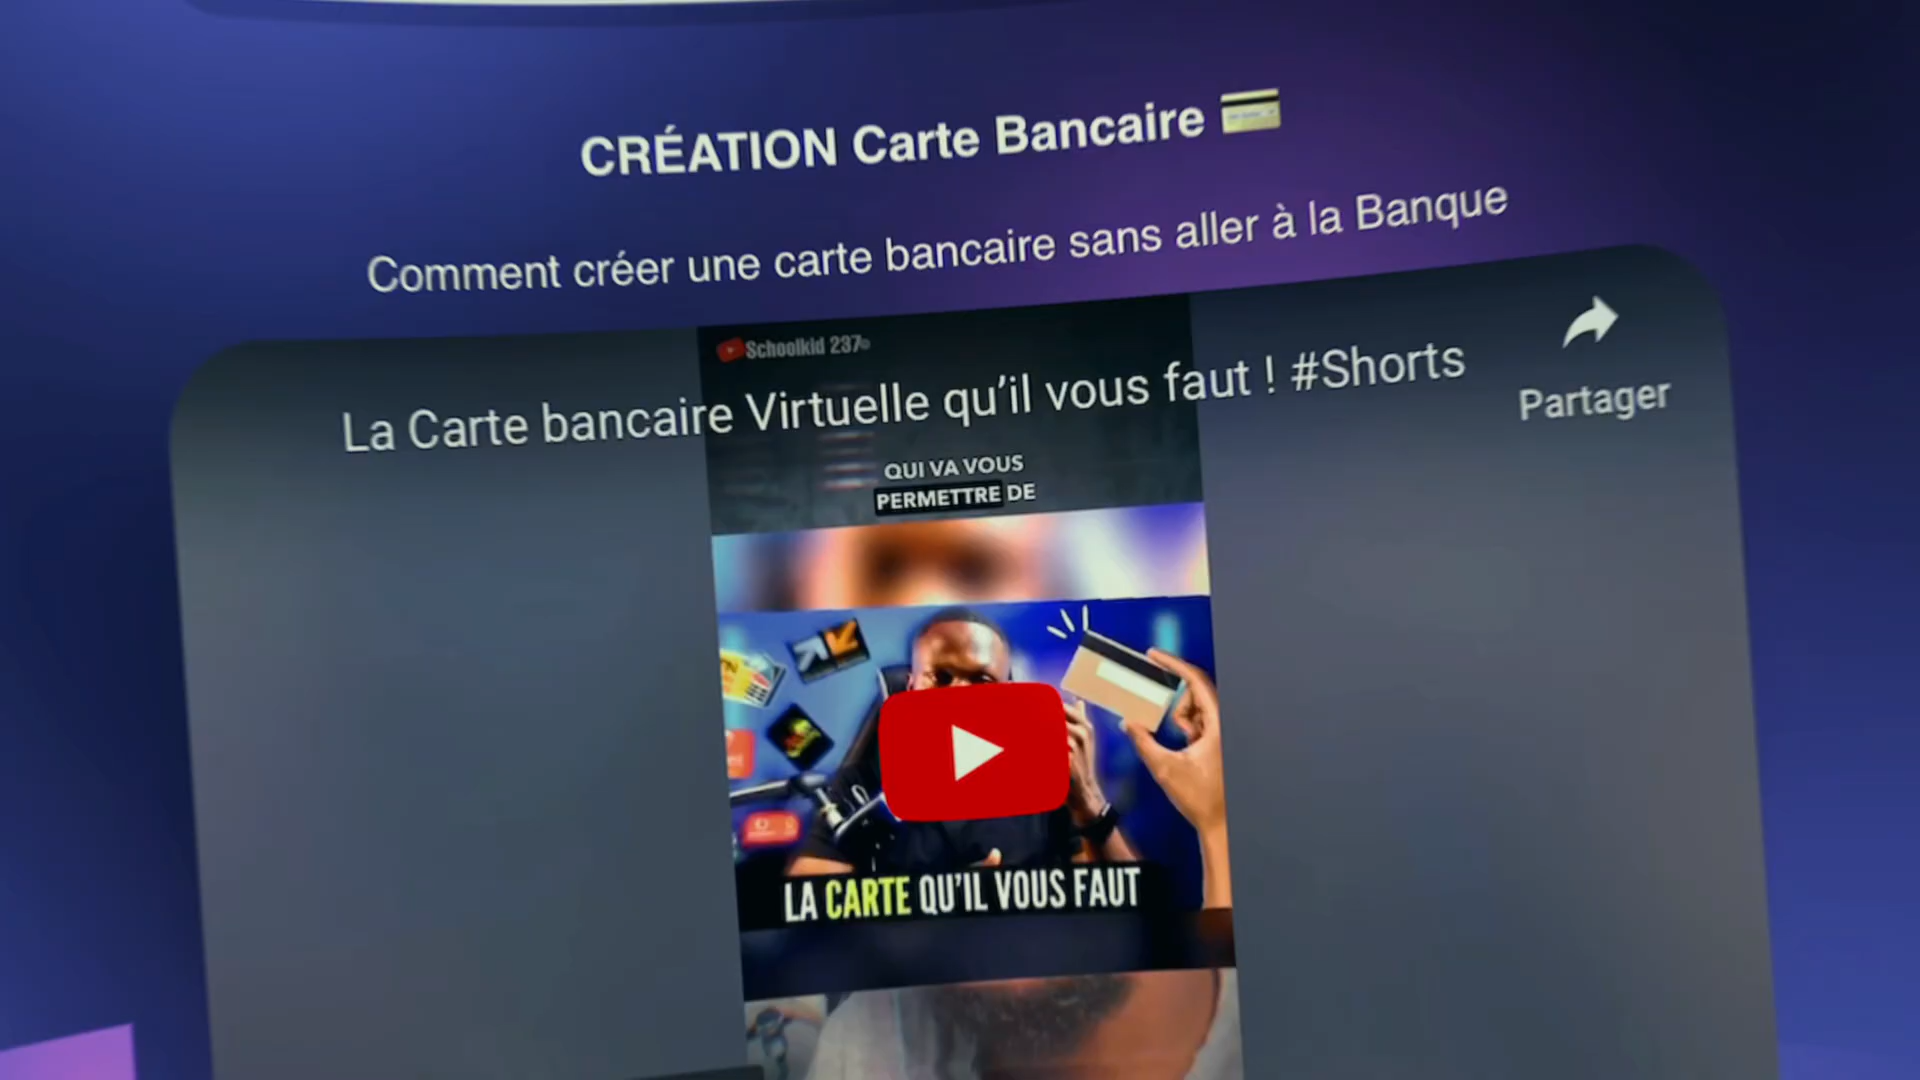 CRÉATION Carte Bancaire
Comment créer une carte bancaire sans aller à la Banque
Schoolkid 237
La Carte bancaire Virtuelle qu’il vous faut ! #Shorts
Partager
QUI VA VOUS
PERMETTRE DE
LA CARTE QU’IL VOUS FAUT